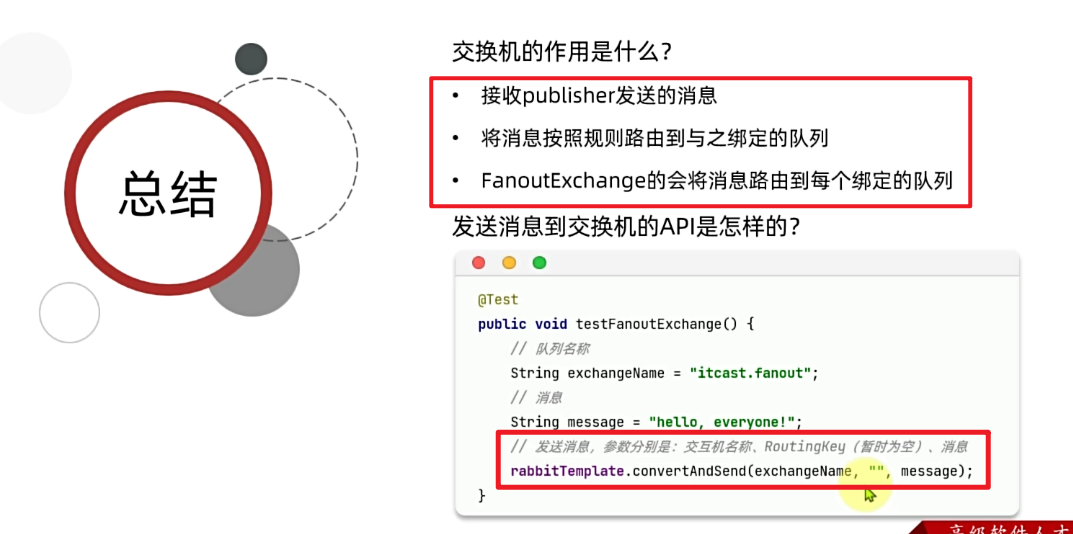 总结
交换机的作用是什么?
• 接收publisher发送的消息
• 将消息按照规则路由到与之绑定的队列
• FanoutExchange的会将消息路由到每个绑定的队列
发送消息到交换机的API是怎样的?
@Test
public void testFanoutExchange() {
// 队列名称
String exchangeName = "itcast.fanout";
// 消息
String message = "hello, everyone!";
// 发送消息, 参数分别是: 交互机名称、RoutingKey (暂时为空) 、消息
rabbitTemplate.convertAndSend(exchangeName, "", message);
}
高级软件人才